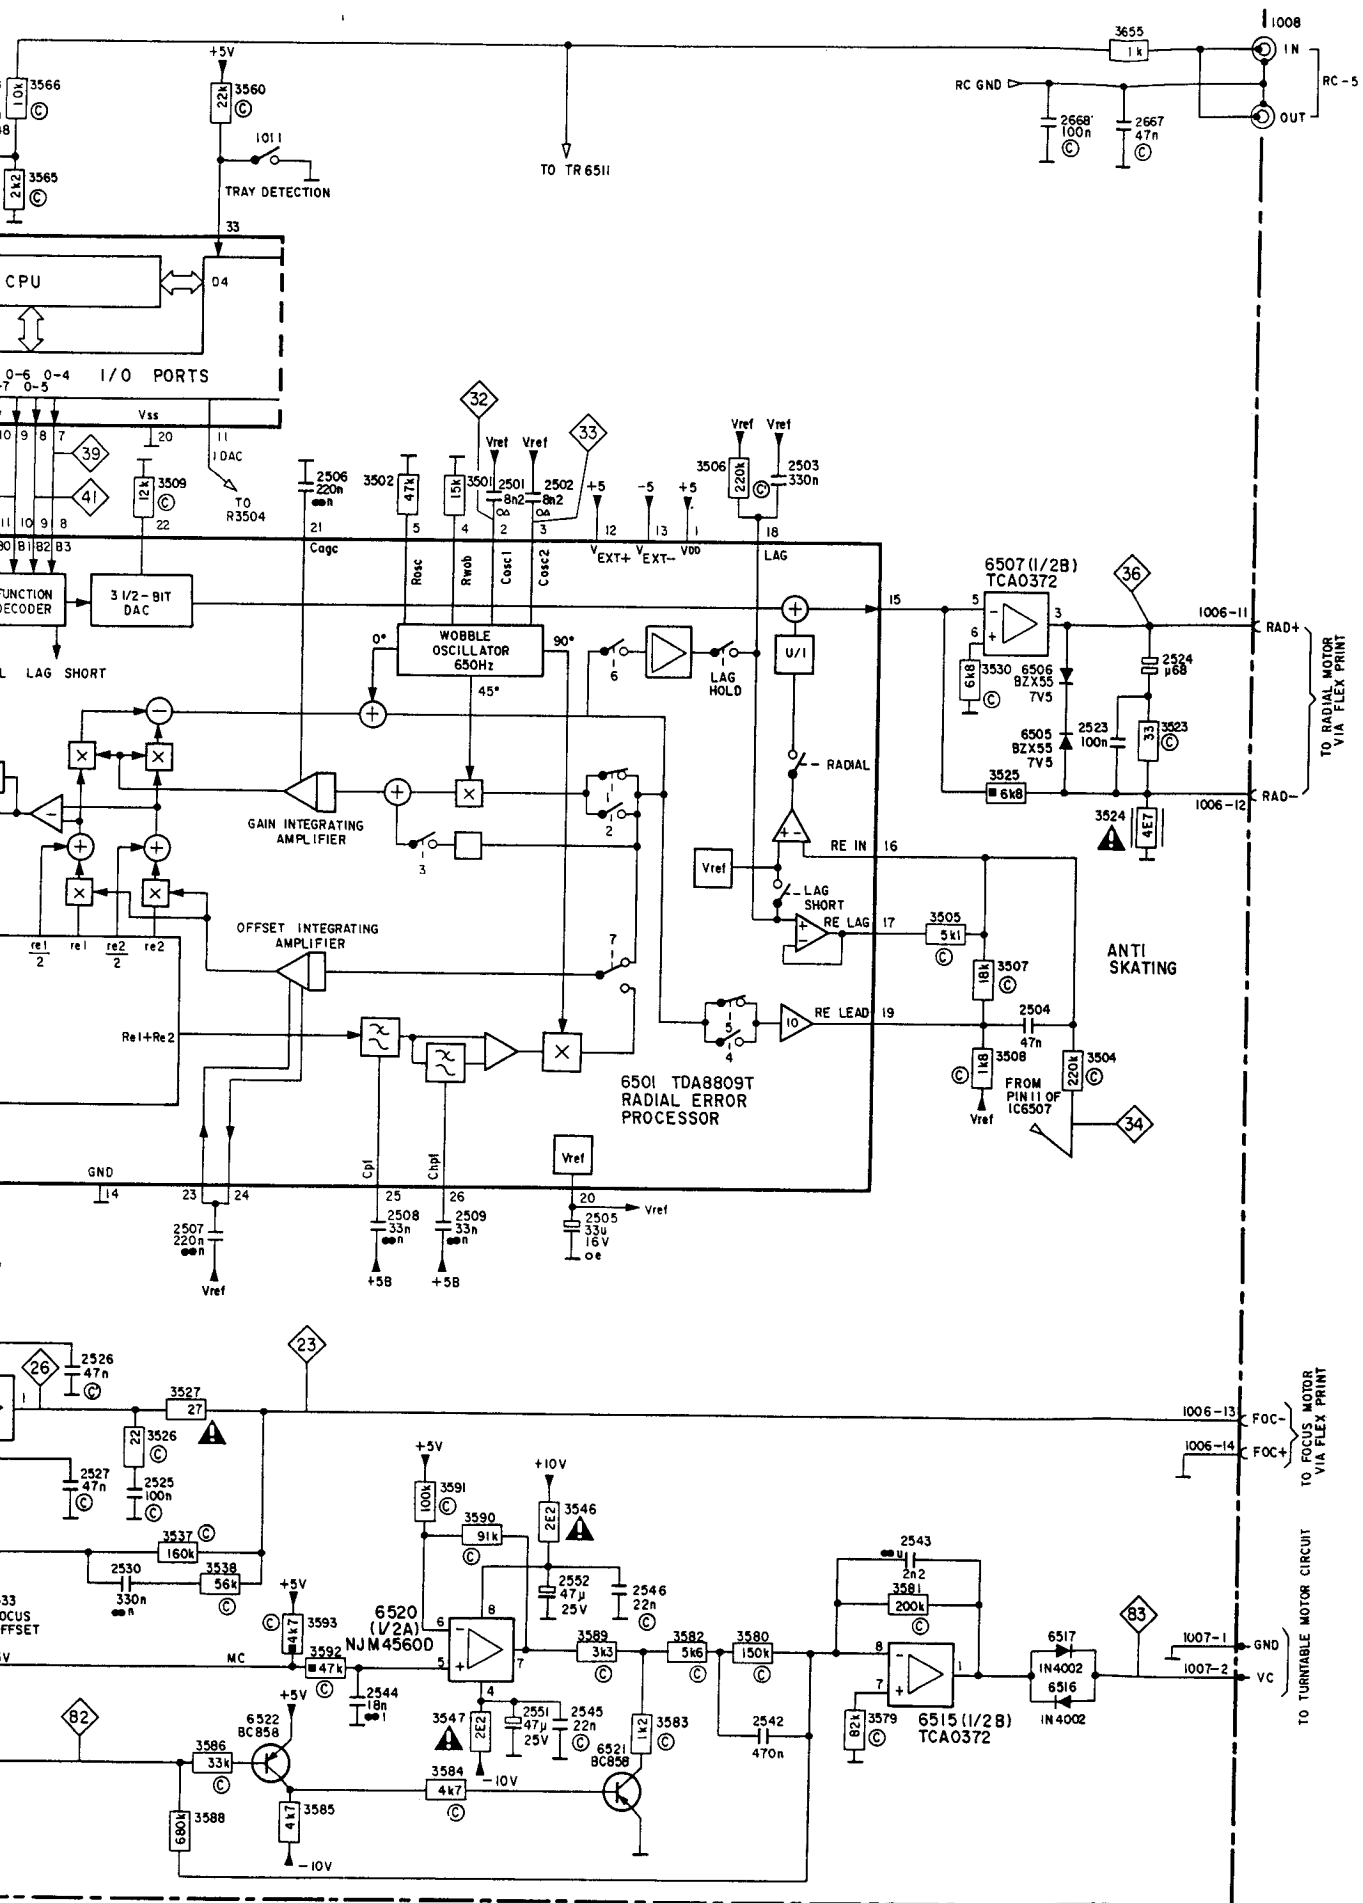 1008
IN
RC-5
OUT
3655
1k
RC GND
2668
100n
C
2667
47n
C
TO TR 6511
+5V
3566
10k
C
3560
22k
C
1011
TRAY DETECTION
3565
2k2
C
33
CPU
D4
0-6 0-4
-7 0-5
I/O PORTS
Vss
10 9 8 7
20
11
1DAC
39
41
3509
12k
C
TO
R3504
11 10 9 8
22
B0 B1 B2 B3
FUNCTION
DECODER
3 1/2-BIT
DAC
L LAG SHORT
2506
220n
n
21
Cagc
3502
47k
5
Rosc
3501
15k
4
Rwob
32
Vref
2501
8n2
2
Cosc1
33
Vref
2502
8n2
3
Cosc2
+5
12
VEXT+
-5
13
VEXT-
+5
1
VDD
Vref
3506
220k
C
Vref
2503
330n
18
LAG
0°
WOBBLE
OSCILLATOR
650Hz
90°
45°
6
LAG
HOLD
U/I
15
6507 (1/2B)
TCA0372
5
6
3
36
1006-11
RAD+
3530
6k8
C
6506
BZX55
7V5
6505
BZX55
7V5
2524
µ68
2523
100n
3523
33
C
3525
6k8
3524
4E7
1006-12
RAD-
TO RADIAL MOTOR
VIA FLEX PRINT
RADIAL
GAIN INTEGRATING
AMPLIFIER
2
3
Vref
RE IN 16
LAG
SHORT
RE LAG 17
3505
5k1
C
3507
18k
C
ANTI
SKATING
re1
2
re1
re2
2
re2
OFFSET INTEGRATING
AMPLIFIER
7
5
4
10
RE LEAD 19
2504
47n
3508
1k8
C
Vref
FROM
PIN 11 OF
IC6507
3504
220k
C
34
Re1+Re2
6501 TDA8809T
RADIAL ERROR
PROCESSOR
GND
14
23 24
2507
220n
n
Vref
Cpf
25
2508
33n
n
+5B
Chpf
26
2509
33n
n
+5B
Vref
20
Vref
2505
33u
16V
26
1
2526
47n
C
23
3527
27
3526
22
C
2527
47n
C
2525
100n
C
3537
160k
C
2530
330n
n
3538
56k
C
1006-13
FOC-
1006-14
FOC+
TO FOCUS MOTOR
VIA FLEX PRINT
33
OCUS
FFSET
+5V
3593
4k7
C
MC
3592
47k
C
2544
18n
+5V
3591
100k
C
3590
91k
C
+10V
3546
2E2
6520
(1/2A)
NJM4560D
6
5
8
7
4
2552
47µ
25V
2546
22n
C
3589
3k3
C
3582
5k6
C
3580
150k
C
2543
u
2n2
3581
200k
C
8
7
1
3579
82k
C
6515 (1/2B)
TCA0372
6517
1N4002
6516
1N4002
83
1007-1
GND
1007-2
VC
TO TURNTABLE MOTOR CIRCUIT
82
+5V
6522
BC858
3586
33k
C
3588
680k
3585
4k7
-10V
3547
2E2
-10V
2551
47µ
25V
2545
22n
C
3584
4k7
C
6521
BC858
3583
1k2
C
2542
470n